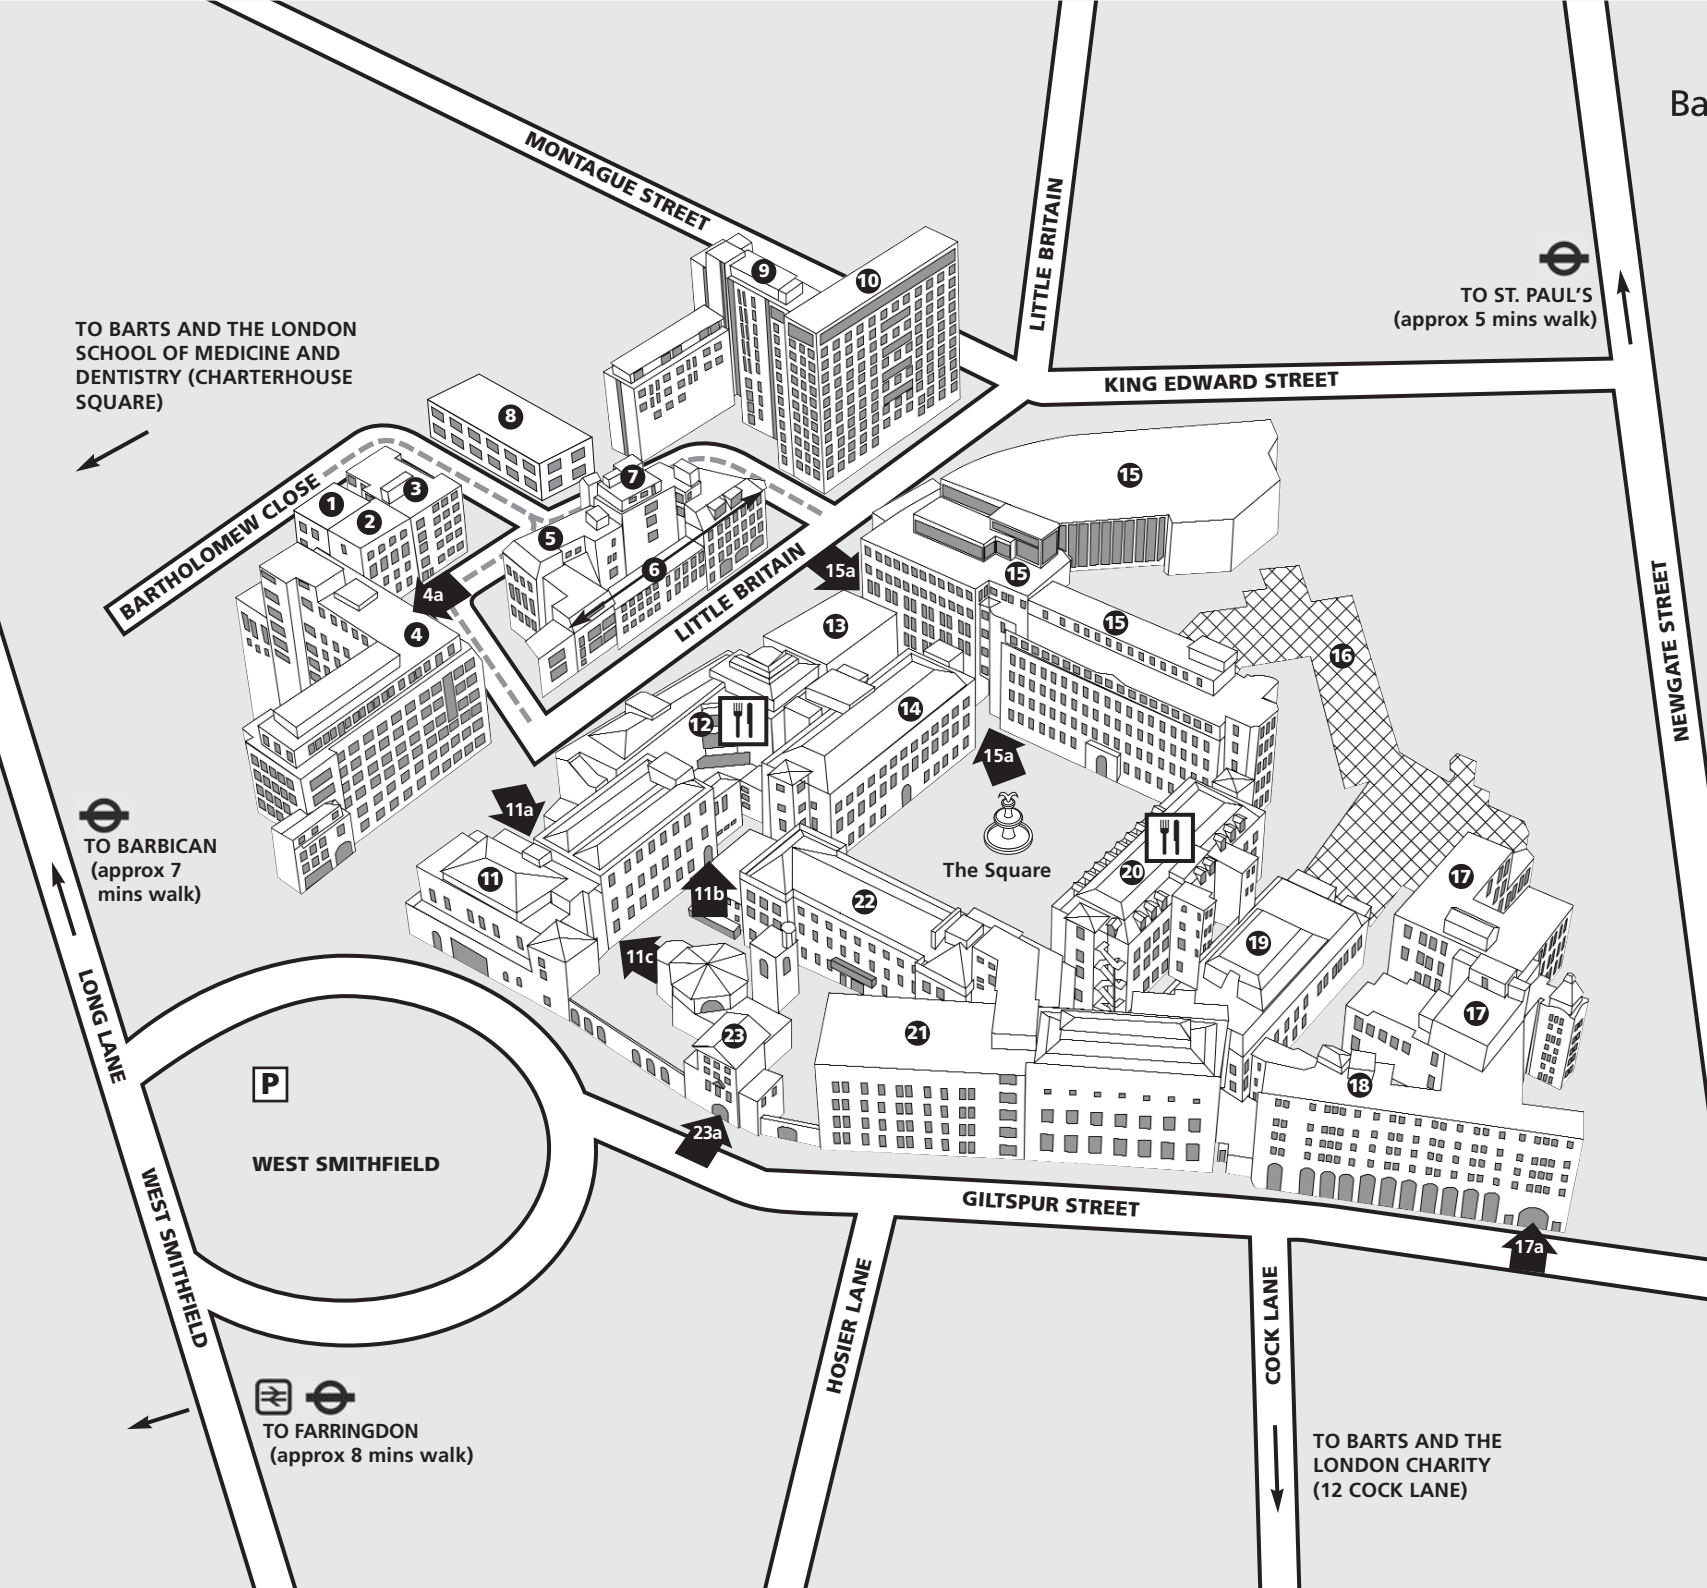 MONTAGUE STREET
Ba
LITTLE BRITAIN
9
10
TO ST. PAUL'S
(approx 5 mins walk)
TO BARTS AND THE LONDON
SCHOOL OF MEDICINE AND
DENTISTRY (CHARTERHOUSE
SQUARE)
KING EDWARD STREET
8
7
15
3
1
2
BARTHOLOMEW CLOSE
5
6
LITTLE BRITAIN
15a
15
4a
4
13
15
16
NEWGATE STREET
12
14
15a
11a
The Square
TO BARBICAN
(approx 7
mins walk)
11
11b
22
20
17
19
11c
LONG LANE
23
21
17
18
P
23a
WEST SMITHFIELD
WEST SMITHFIELD
GILTSPUR STREET
17a
HOSIER LANE
COCK LANE
TO FARRINGDON
(approx 8 mins walk)
TO BARTS AND THE
LONDON CHARITY
(12 COCK LANE)